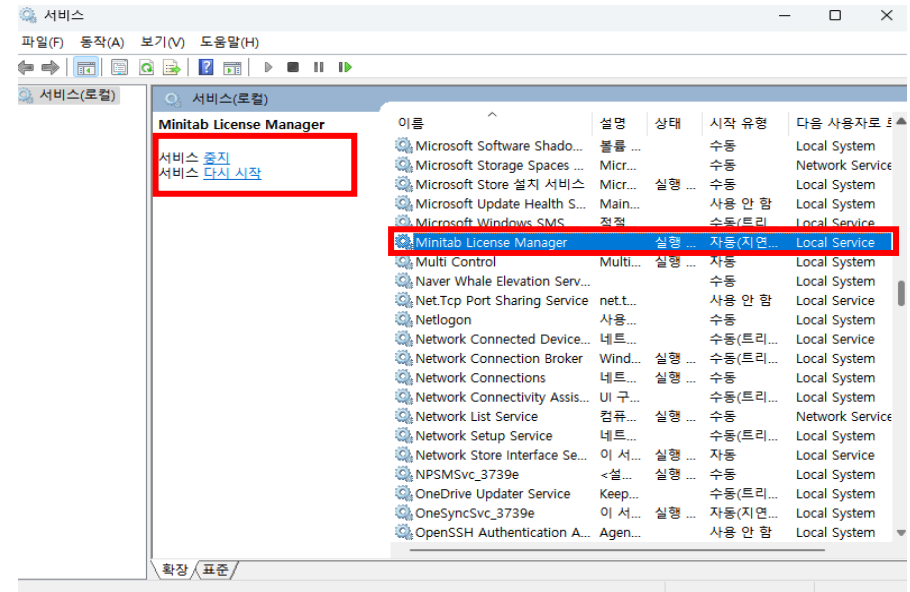 서비스
파일(F) 동작(A) 보기(V) 도움말(H)
서비스(로컬)
서비스(로컬)
Minitab License Manager
서비스 중지
서비스 다시 시작
이름 설명 상태 시작 유형 다음 사용자로 로
Microsoft Software Shado... 볼륨 ... 수동 Local System
Microsoft Storage Spaces ... Micr... 수동 Network Service
Microsoft Store 설치 서비스 Micr... 실행 ... 수동 Local System
Microsoft Update Health S... Main... 사용 안 함 Local System
Microsoft Windows SMS 적절 수동(트리 Local Service
Minitab License Manager 실행 ... 자동(지연... Local Service
Multi Control Multi... 실행 ... 자동 Local System
Naver Whale Elevation Serv... 수동 Local System
Net.Tcp Port Sharing Service net.t... 사용 안 함 Local Service
Netlogon 사용... 수동 Local System
Network Connected Device... 네트... 수동(트리... Local Service
Network Connection Broker Wind... 실행 ... 수동(트리... Local System
Network Connections 네트... 실행 ... 수동 Local System
Network Connectivity Assis... UI 구... 수동(트리... Local System
Network List Service 컴퓨... 실행 ... 수동 Network Service
Network Setup Service 네트... 수동(트리... Local System
Network Store Interface Se... 이 서... 실행 ... 자동 Local Service
NPSMSvc_3739e <설... 실행 ... 수동 Local System
OneDrive Updater Service Keep... 수동(트리... Local System
OneSyncSvc_3739e 이 서... 실행 ... 자동(지연... Local System
OpenSSH Authentication A... Agen... 사용 안 함 Local System
확장 표준